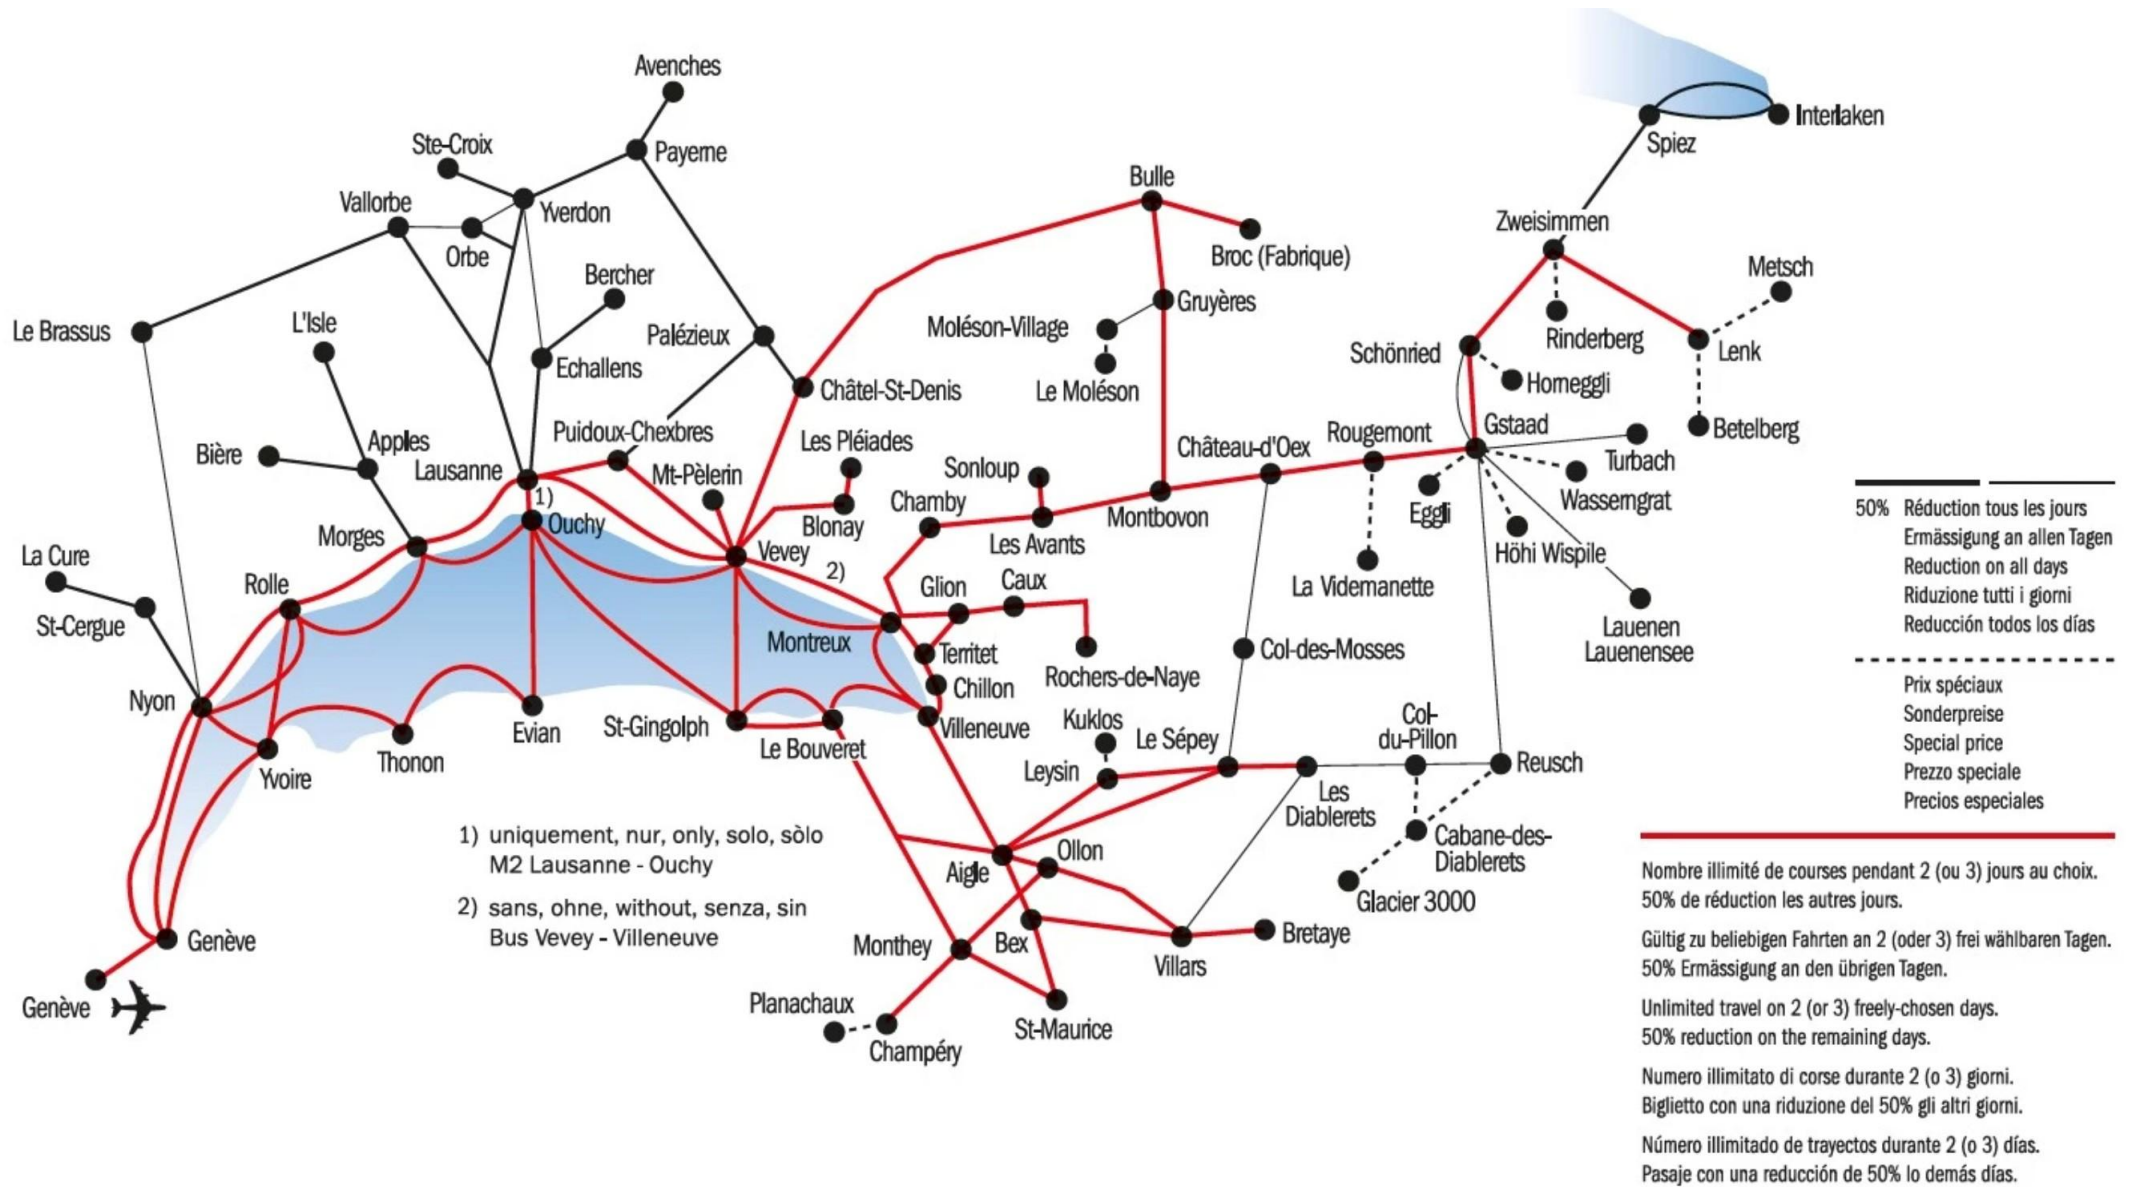 Avenches
Ste-Croix
Payerne
Vallorbe
Yverdon
Orbe
Bercher
Le Brassus
L'Isle
Palézieux
Echallens
Châtel-St-Denis
Bulle
Broc (Fabrique)
Gruyères
Moléson-Village
Le Moléson
Interlaken
Spiez
Zweisimmen
Metsch
Rinderberg
Lenk
Schönried
Horneggli
Betelberg
Gstaad
Turbach
Wasserngrat
Eggli
Höhi Wispile
Lauenen
Lauenensee
Rougemont
Château-d'Oex
La Videmanette
Montbovon
Sonloup
Chamby
Les Avants
Puidoux-Chexbres
Les Pléiades
Mt-Pèlerin
Blonay
Bière
Apples
Lausanne
1)
Ouchy
Morges
Vevey
2)
La Cure
St-Cergue
Rolle
Glion
Caux
Montreux
Territet
Chillon
Rochers-de-Naye
Col-des-Mosses
Nyon
Yvoire
Thonon
Evian
St-Gingolph
Le Bouveret
Villeneuve
Kuklos
Le Sépey
Leysin
Col-
du-Pillon
Reusch
Les
Diablerets
Cabane-des-
Diablerets
Glacier 3000
Aigle
Ollon
Bex
Villars
Bretaye
Monthey
St-Maurice
Planachaux
Champéry
Genève
Genève
1) uniquement, nur, only, solo, sòlo
M2 Lausanne - Ouchy
2) sans, ohne, without, senza, sin
Bus Vevey - Villeneuve
50% Réduction tous les jours
Ermässigung an allen Tagen
Reduction on all days
Riduzione tutti i giorni
Reducción todos los días
Prix spéciaux
Sonderpreise
Special price
Prezzo speciale
Precios especiales
Nombre illimité de courses pendant 2 (ou 3) jours au choix.
50% de réduction les autres jours.
Gültig zu beliebigen Fahrten an 2 (oder 3) frei wählbaren Tagen.
50% Ermässigung an den übrigen Tagen.
Unlimited travel on 2 (or 3) freely-chosen days.
50% reduction on the remaining days.
Numero illimitato di corse durante 2 (o 3) giorni.
Biglietto con una riduzione del 50% gli altri giorni.
Número illimitado de trayectos durante 2 (o 3) días.
Pasaje con una reducción de 50% lo demás días.